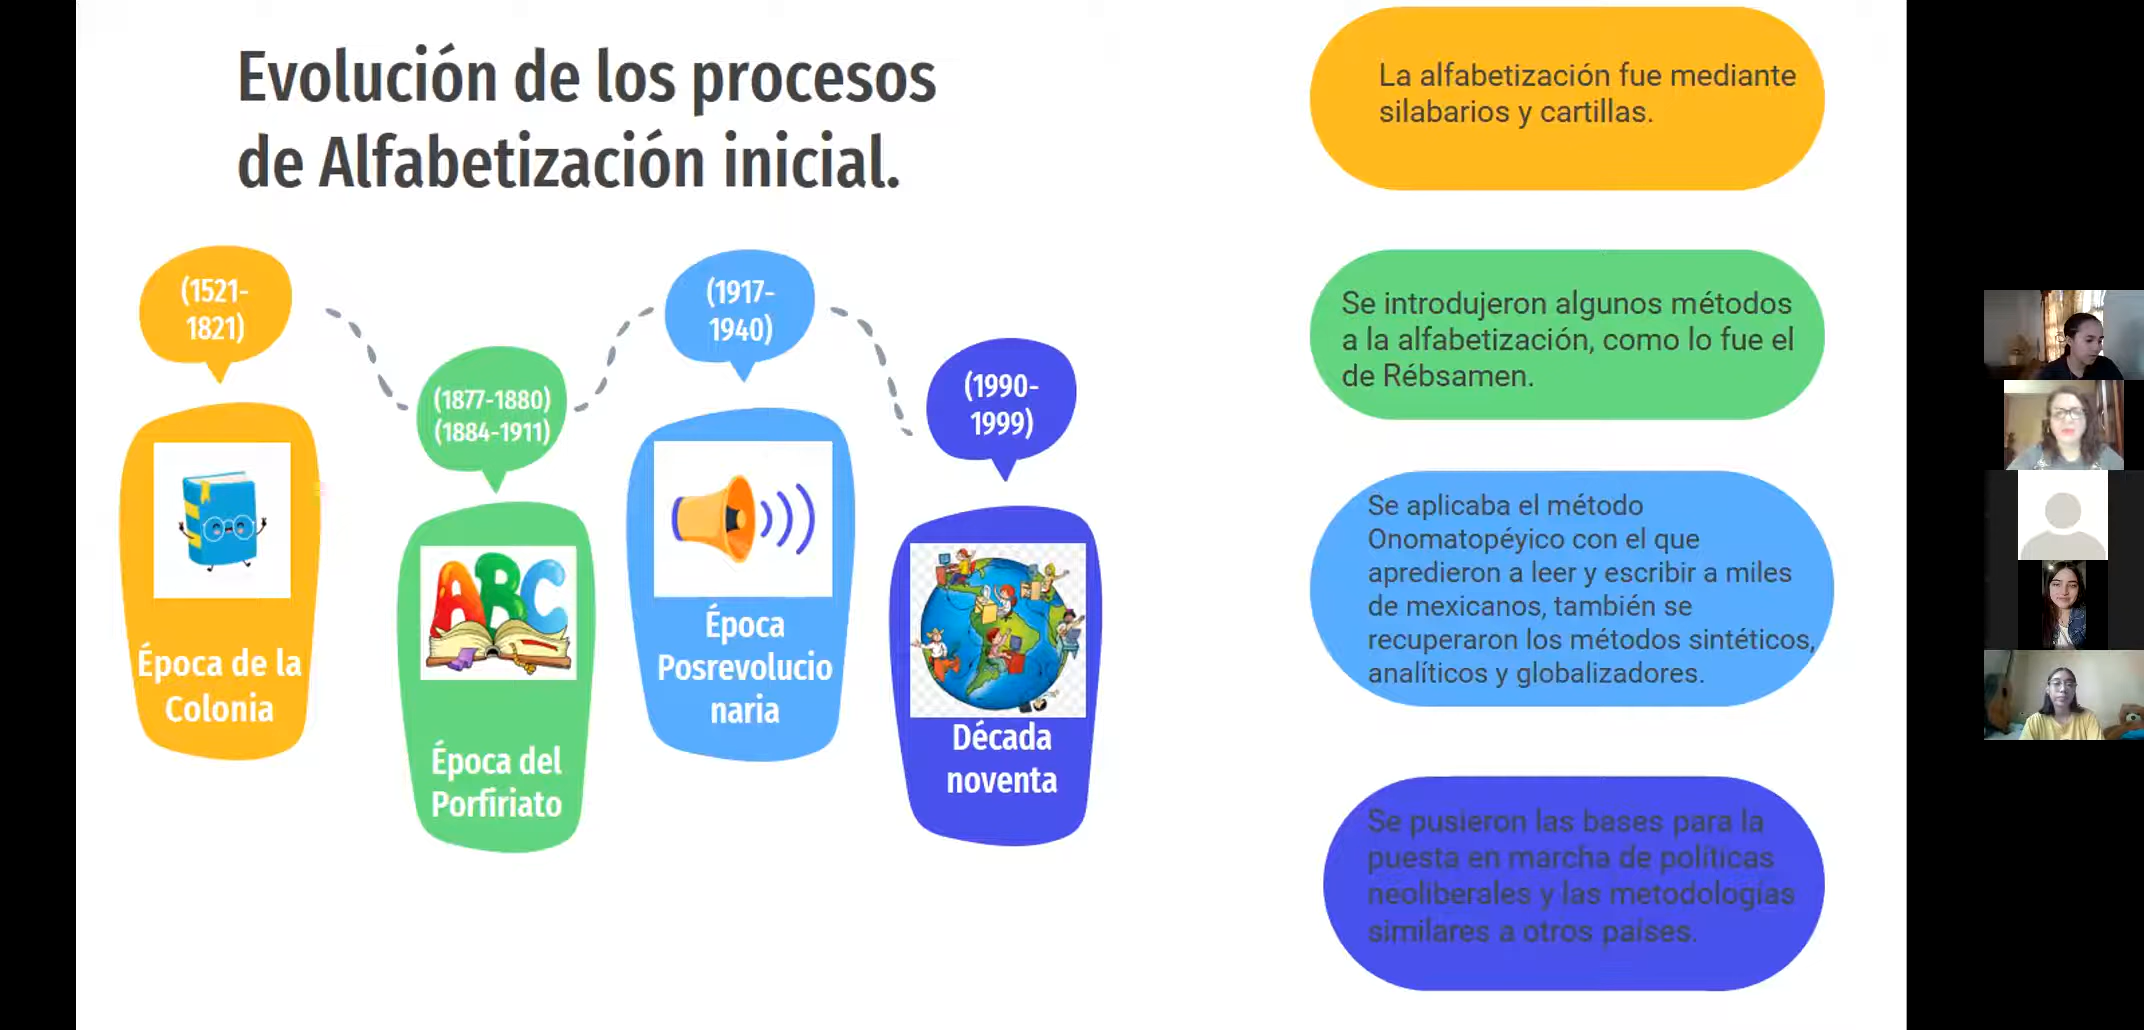 Evolución de los procesos
de Alfabetización inicial.
(1521-
1821)
Época de la
Colonia
(1877-1880)
(1884-1911)
ABC
Época del
Porfiriato
(1917-
1940)
Época
Posrevolucio
naria
(1990-
1999)
Década
noventa
La alfabetización fue mediante
silabarios y cartillas.
Se introdujeron algunos métodos
a la alfabetización, como lo fue el
de Rébsamen.
Se aplicaba el método
Onomatopéyico con el que
apredieron a leer y escribir a miles
de mexicanos, también se
recuperaron los métodos sintéticos,
analíticos y globalizadores.
Se pusieron las bases para la
puesta en marcha de políticas
neoliberales y las metodologías
similares a otros países.